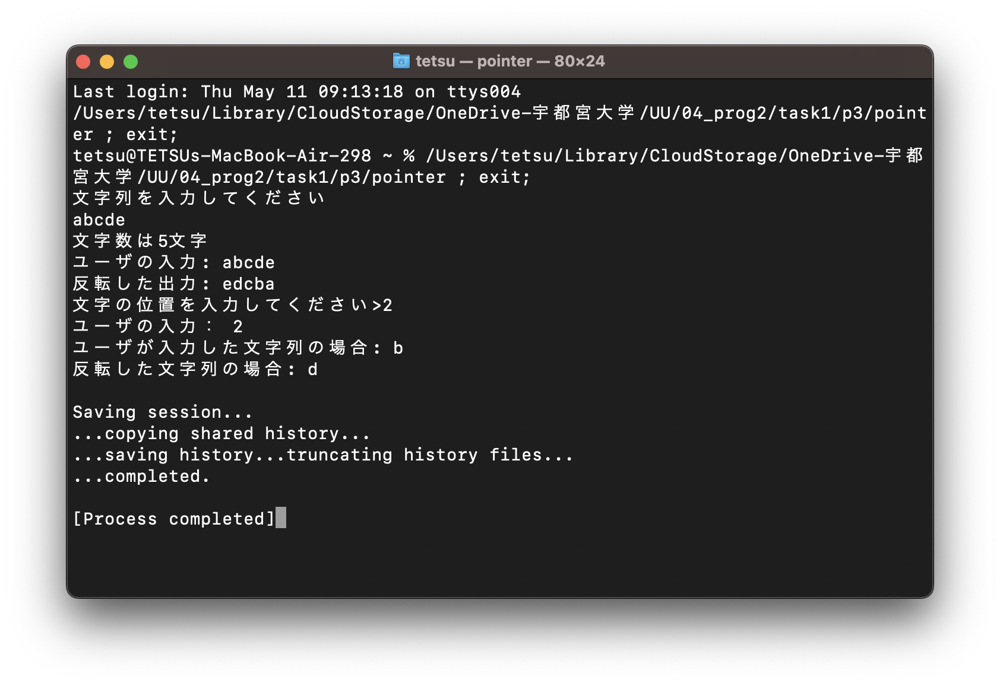 tetsu — pointer — 80×24
Last login: Thu May 11 09:13:18 on ttys004
/Users/tetsu/Library/CloudStorage/OneDrive-宇都宮大学/UU/04_prog2/task1/p3/point
er ; exit;
tetsu@TETSUs-MacBook-Air-298 ~ % /Users/tetsu/Library/CloudStorage/OneDrive-宇都
宮大学/UU/04_prog2/task1/p3/pointer ; exit;
文字列を入力してください
abcde
文字数は5文字
ユーザの入力: abcde
反転した出力: edcba
文字の位置を入力してください>2
ユーザの入力： 2
ユーザが入力した文字列の場合: b
反転した文字列の場合: d
Saving session...
...copying shared history...
...saving history...truncating history files...
...completed.
[Process completed]